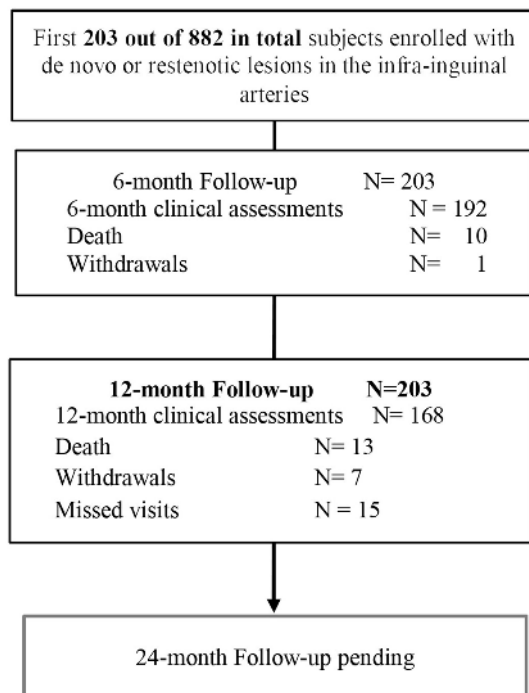 First 203 out of 882 in total subjects enrolled with
de novo or restenotic lesions in the infra-inguinal
arteries
6-month Follow-up N= 203
6-month clinical assessments N = 192
Death N= 10
Withdrawals N= 1
12-month Follow-up N=203
12-month clinical assessments N= 168
Death N= 13
Withdrawals N= 7
Missed visits N = 15
24-month Follow-up pending